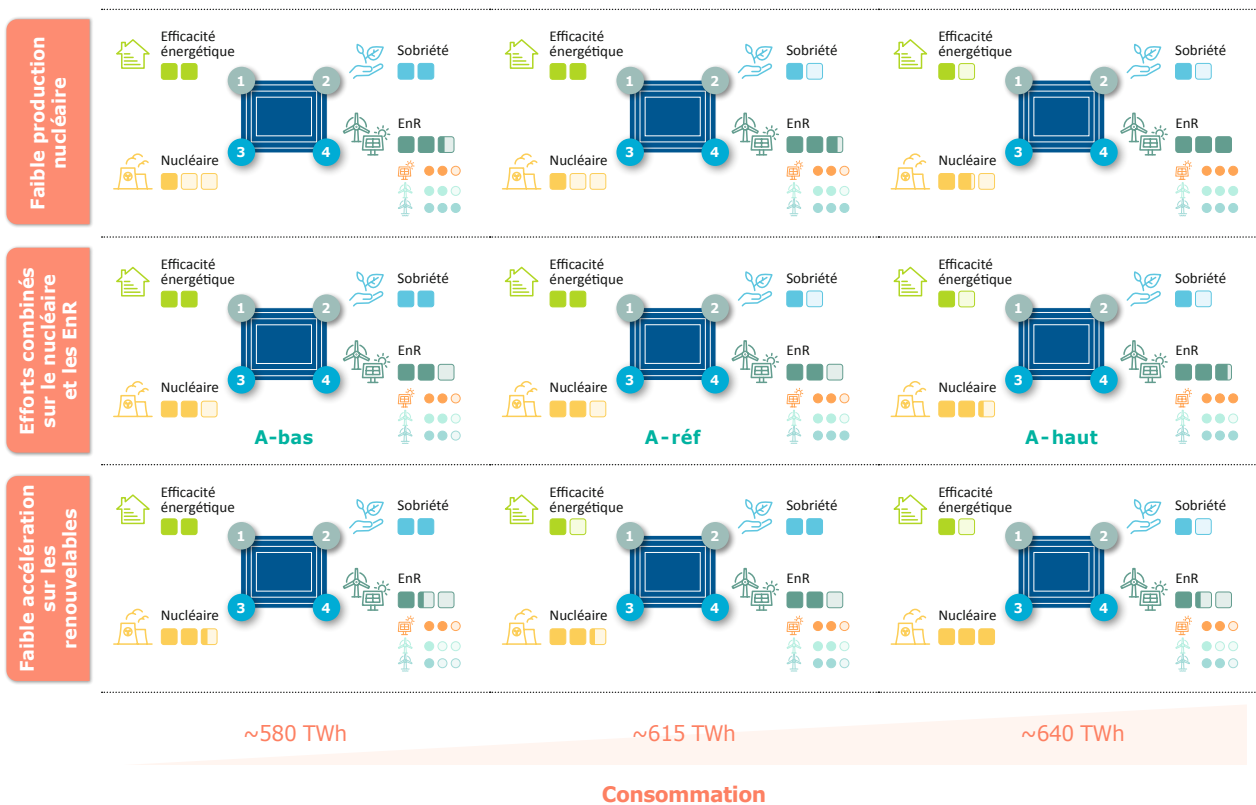 Faible production
nucléaire
Efficacité
énergétique
Sobriété
1
2
3
4
EnR
Nucléaire
Efficacité
énergétique
Sobriété
1
2
3
4
EnR
Nucléaire
Efficacité
énergétique
Sobriété
1
2
3
4
EnR
Nucléaire
Efforts combinés
sur le nucléaire
et les EnR
Efficacité
énergétique
Sobriété
1
2
3
4
EnR
Nucléaire
A-bas
Efficacité
énergétique
Sobriété
1
2
3
4
EnR
Nucléaire
A-réf
Efficacité
énergétique
Sobriété
1
2
3
4
EnR
Nucléaire
A-haut
Faible accélération
sur les
renouvelables
Efficacité
énergétique
Sobriété
1
2
3
4
EnR
Nucléaire
Efficacité
énergétique
Sobriété
1
2
3
4
EnR
Nucléaire
Efficacité
énergétique
Sobriété
1
2
3
4
EnR
Nucléaire
~580 TWh
~615 TWh
~640 TWh
Consommation